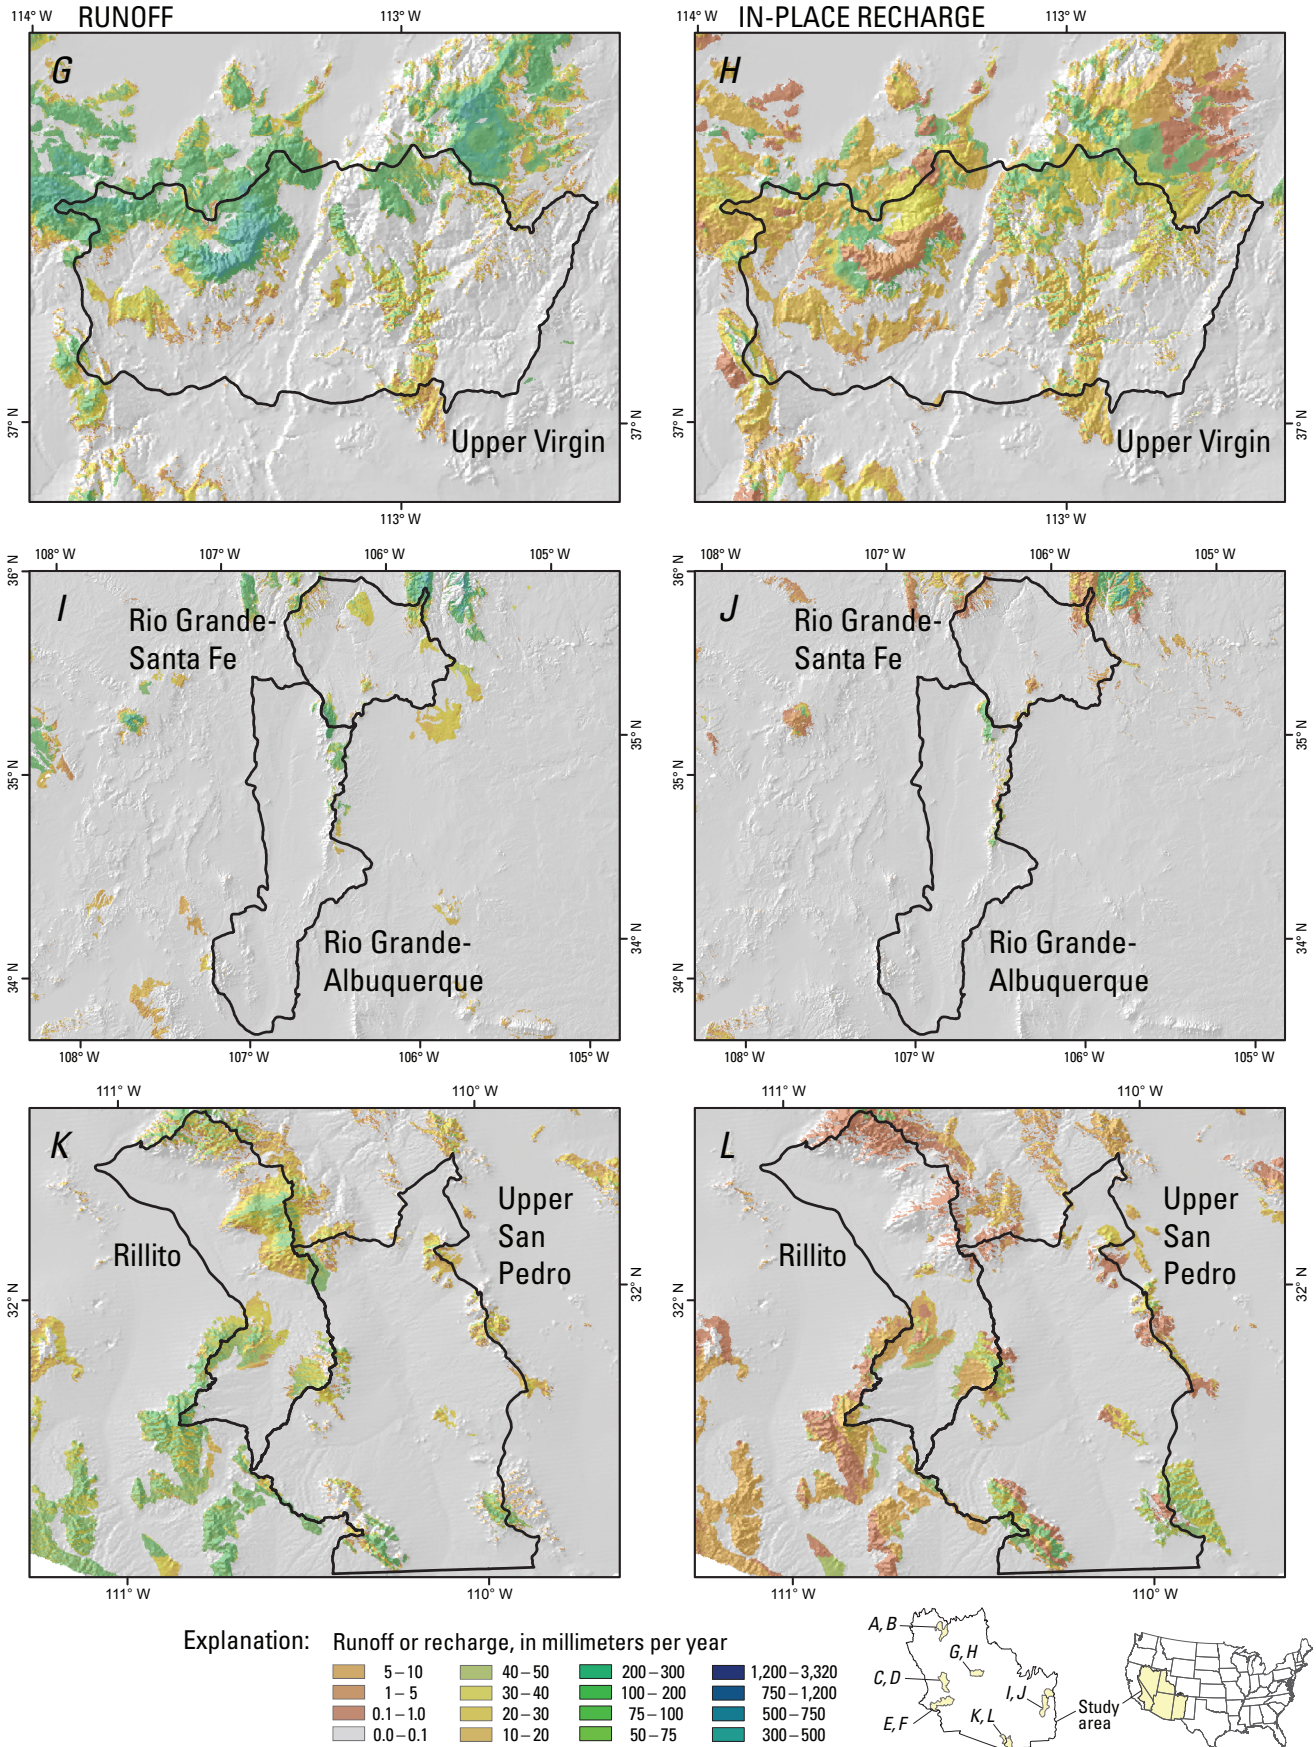 114° W
RUNOFF
113° W
114° W
IN-PLACE RECHARGE
113° W
G
H
37° N
37° N
37° N
37° N
Upper Virgin
Upper Virgin
113° W
113° W
108° W
107° W
106° W
105° W
108° W
107° W
106° W
105° W
36° N
36° N
I
J
Rio Grande-
Santa Fe
Rio Grande-
Santa Fe
35° N
35° N
35° N
35° N
Rio Grande-
Albuquerque
Rio Grande-
Albuquerque
34° N
34° N
34° N
34° N
108° W
107° W
106° W
105° W
108° W
107° W
106° W
105° W
111° W
110° W
111° W
110° W
K
L
Rillito
Upper
San
Pedro
Rillito
Upper
San
Pedro
32° N
32° N
32° N
32° N
111° W
110° W
111° W
110° W
Explanation:
Runoff or recharge, in millimeters per year
5–10
40–50
200–300
1,200–3,320
1–5
30–40
100–200
750–1,200
0.1–1.0
20–30
75–100
500–750
0.0–0.1
10–20
50–75
300–500
A, B
G, H
C, D
I, J
E, F
K, L
Study
area